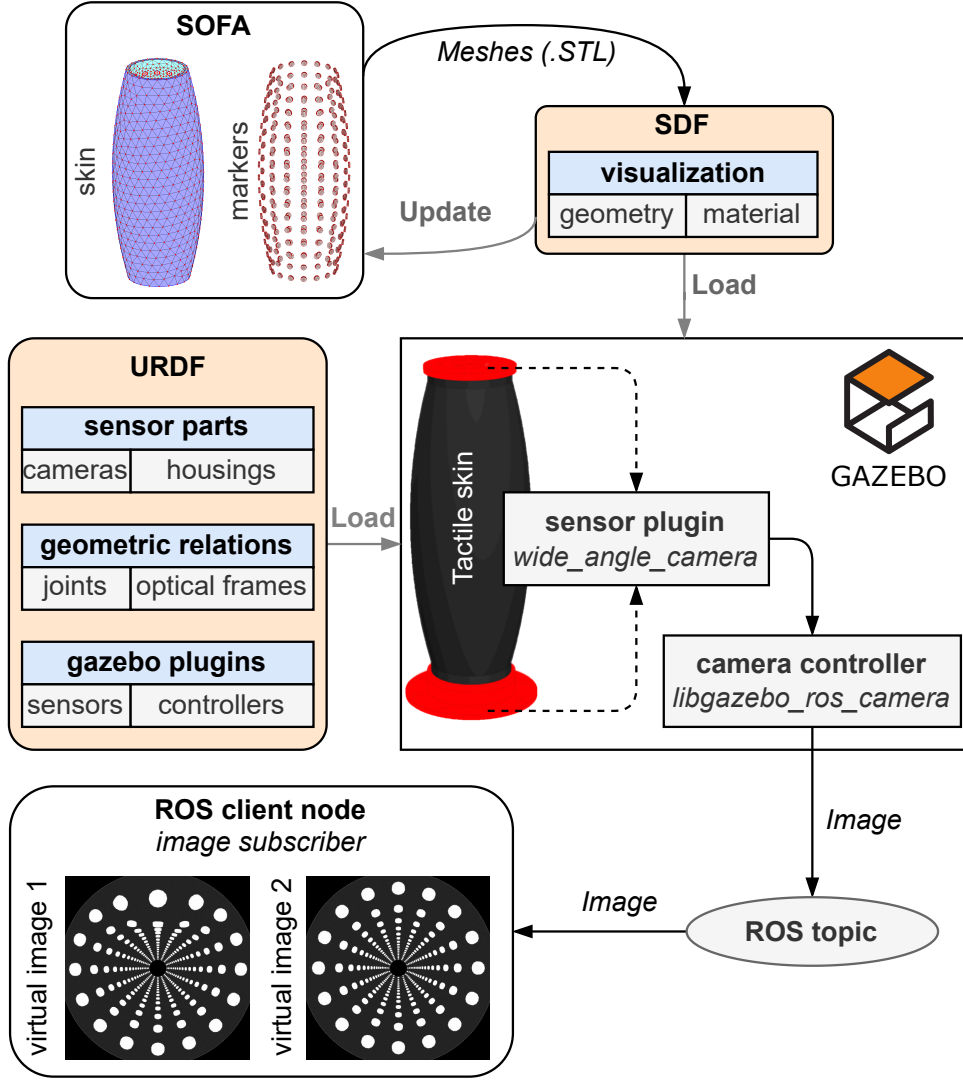 SOFA
skin
markers
Meshes (.STL)
SDF
visualization
geometry material
Update
Load
URDF
sensor parts
cameras housings
geometric relations
joints optical frames
gazebo plugins
sensors controllers
Load
Tactile skin
GAZEBO
sensor plugin
wide_angle_camera
camera controller
libgazebo_ros_camera
Image
ROS topic
Image
ROS client node
image subscriber
virtual image 1
virtual image 2